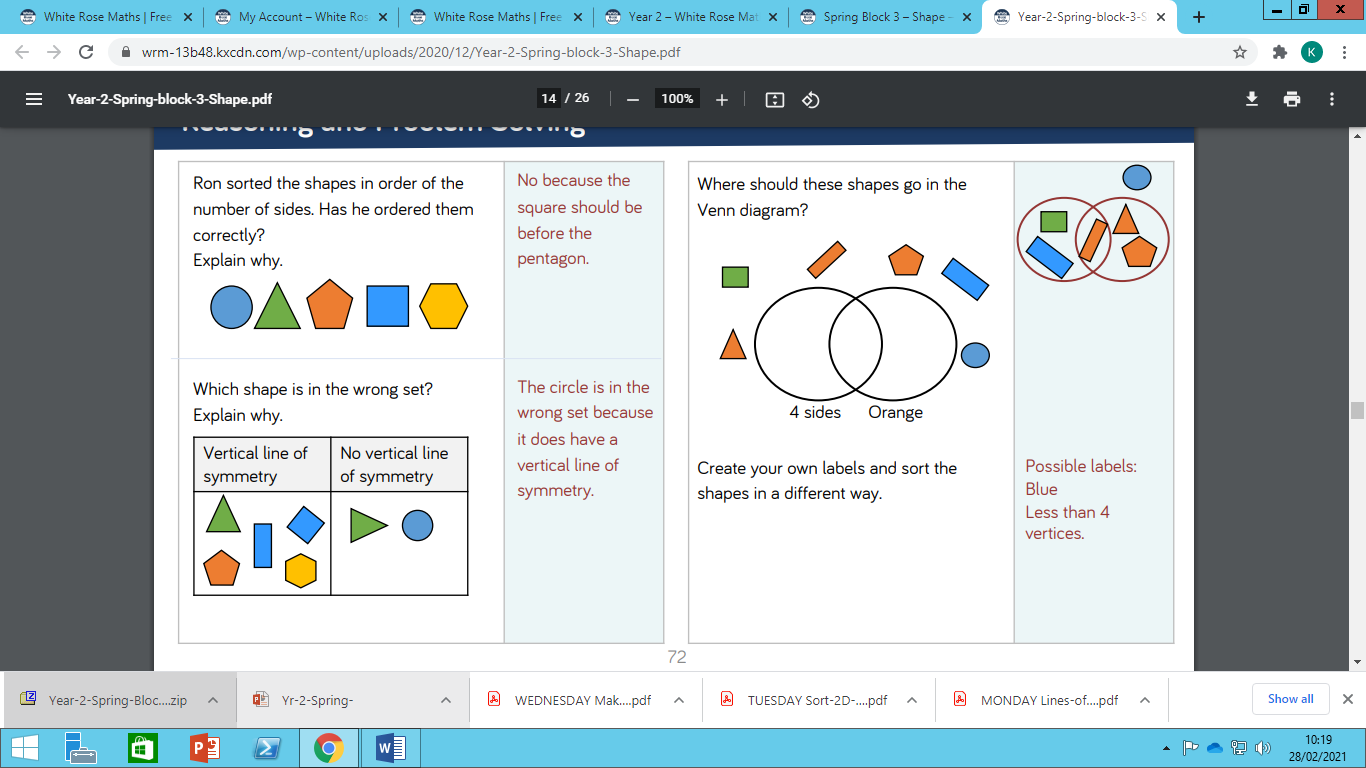 White Rose Maths | Free
My Account – White Ros
White Rose Maths | Free
Year 2 – White Rose Mat
Spring Block 3 – Shape –
Year-2-Spring-block-3-S
wrm-13b48.kxcdn.com/wp-content/uploads/2020/12/Year-2-Spring-block-3-Shape.pdf
K
Year-2-Spring-block-3-Shape.pdf
14 / 26
100%
Reasoning and Problem Solving
Ron sorted the shapes in order of the
number of sides. Has he ordered them
correctly?
Explain why.
No because the
square should be
before the
pentagon.
Which shape is in the wrong set?
Explain why.
Vertical line of
symmetry
No vertical line
of symmetry
The circle is in the
wrong set because
it does have a
vertical line of
symmetry.
Where should these shapes go in the
Venn diagram?
4 sides
Orange
Create your own labels and sort the
shapes in a different way.
Possible labels:
Blue
Less than 4
vertices.
72
Year-2-Spring-Bloc....zip
Yr-2-Spring-
WEDNESDAY Mak....pdf
TUESDAY Sort-2D-....pdf
MONDAY Lines-of....pdf
Show all
10:19
28/02/2021